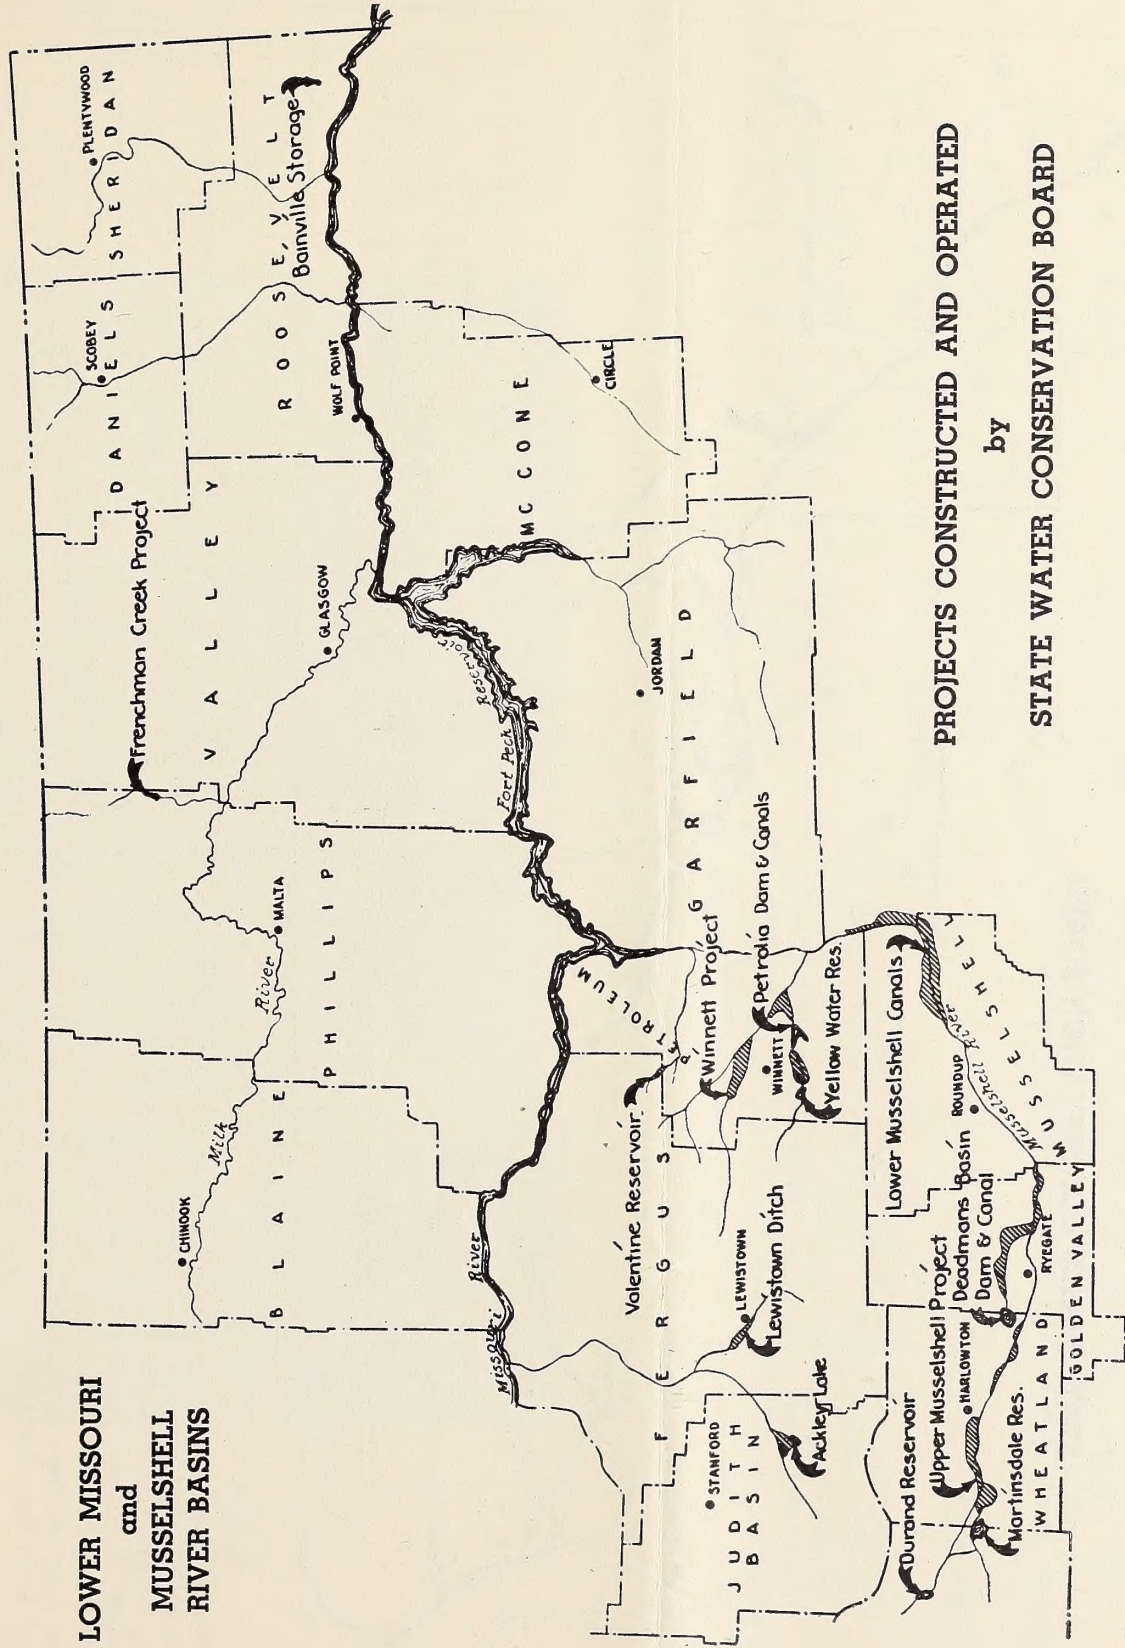 LOWER MISSOURI
and
MUSSELSHELL
RIVER BASINS
PLENTYWOOD
SHERIDAN
SCOBEY
DANIELS
Frenchman Creek Project
VALLEY
ROOSEVELT
Bainville Storage
WOLF POINT
GLASGOW
CHINOOK
Milk
River
MALTA
BLAINE
PHILLIPS
MC CONE
CIRCLE
Missouri
River
Fort Peck
Reservoir
JORDAN
GARFIELD
PETROLEUM
Valentine Reservoir
Winnett Project
Petrolia Dam & Canals
WINNETT
Yellow Water Res.
FERGUS
LEWISTOWN
Lewistown Ditch
STANFORD
JUDITH
BASIN
Ackley Lake
Lower Musselshell Canals
ROUNDUP
Musselshell River
MUSSELSHELL
Durand Reservoir
Upper Musselshell Project
HARLOWTON
Deadmans Basin
Dam & Canal
RYEGATE
Martinsdale Res.
WHEATLAND
GOLDEN VALLEY
PROJECTS CONSTRUCTED AND OPERATED
by
STATE WATER CONSERVATION BOARD